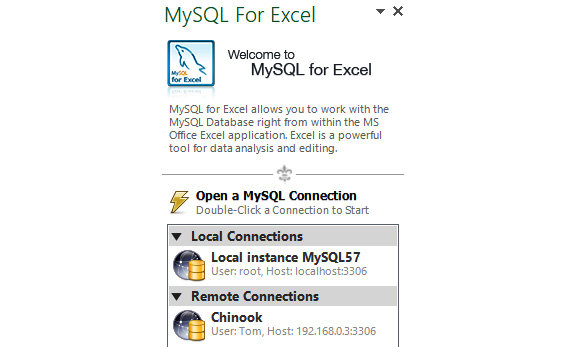 MySQL For Excel
Welcome to
MySQL for Excel
MySQL
for Excel
MySQL for Excel allows you to work with the
MySQL Database right from within the MS
Office Excel application. Excel is a powerful
tool for data analysis and editing.
Open a MySQL Connection
Double-Click a Connection to Start
Local Connections
Local instance MySQL57
User: root, Host: localhost:3306
Remote Connections
Chinook
User: Tom, Host: 192.168.0.3:3306